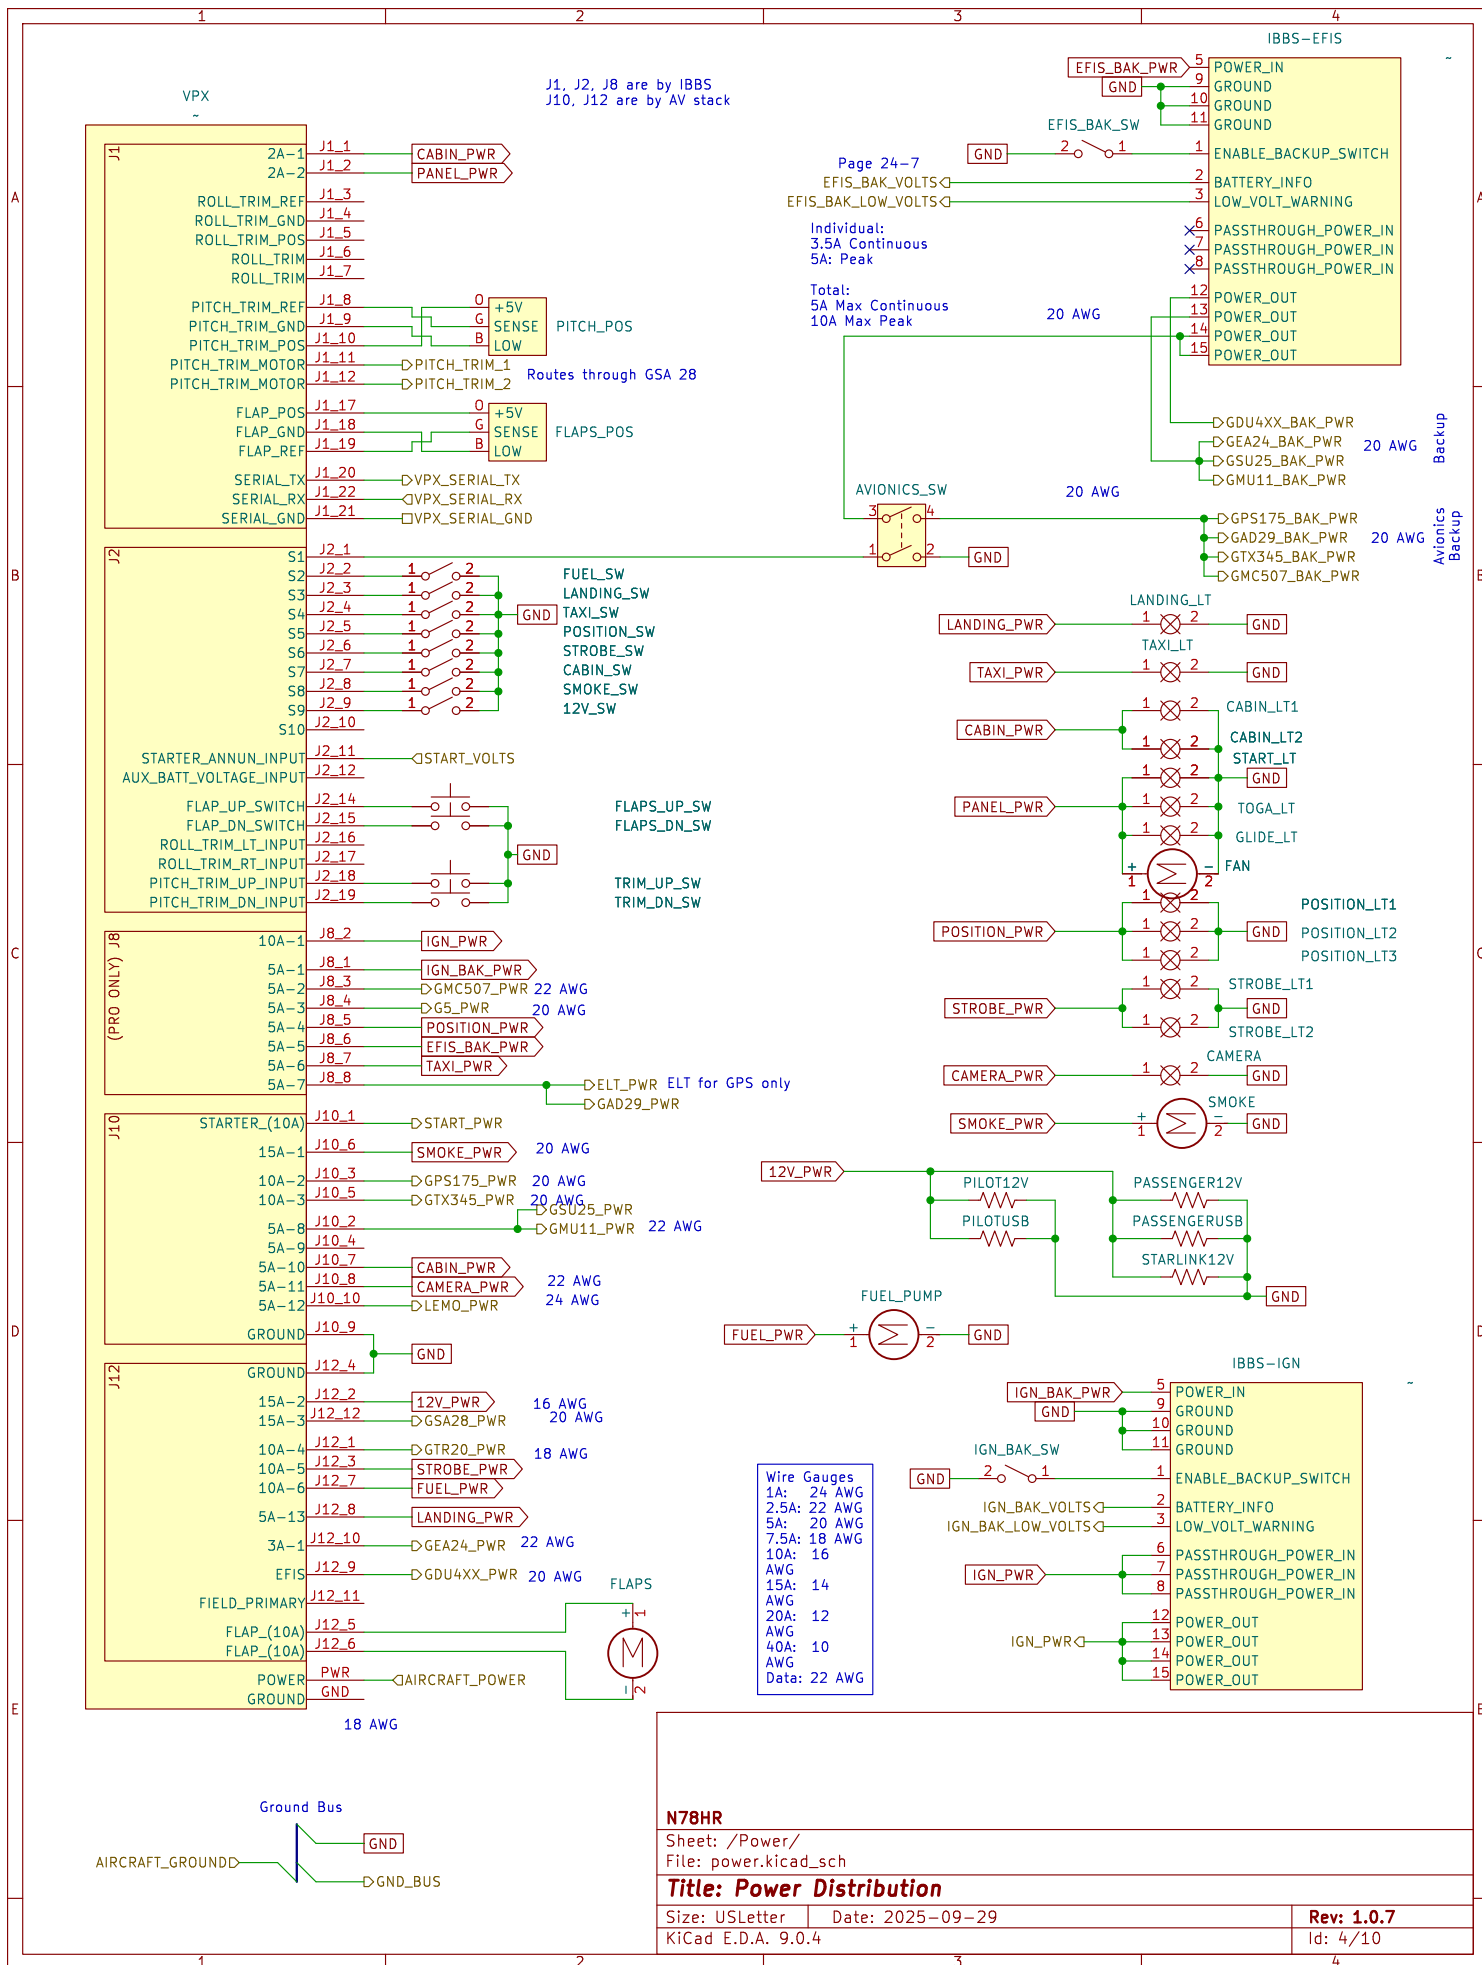 1 2 3 4
IBBS-EFIS
~
J1, J2, J8 are by IBBS
J10, J12 are by AV stack
VPX
~
J1
2A-1 J1_1 CABIN_PWR
2A-2 J1_2 PANEL_PWR
ROLL_TRIM_REF J1_3
ROLL_TRIM_GND J1_4
ROLL_TRIM_POS J1_5
ROLL_TRIM J1_6
ROLL_TRIM J1_7
PITCH_TRIM_REF J1_8
PITCH_TRIM_GND J1_9
PITCH_TRIM_POS J1_10
PITCH_TRIM_MOTOR J1_11 PITCH_TRIM_1
PITCH_TRIM_MOTOR J1_12 PITCH_TRIM_2
O +5V
G SENSE PITCH_POS
B LOW
Routes through GSA 28
FLAP_POS J1_17 O +5V
FLAP_GND J1_18 G SENSE FLAPS_POS
FLAP_REF J1_19 B LOW
SERIAL_TX J1_20 VPX_SERIAL_TX
SERIAL_RX J1_22 VPX_SERIAL_RX
SERIAL_GND J1_21 VPX_SERIAL_GND
J2
S1 J2_1
S2 J2_2 1 2 FUEL_SW
S3 J2_3 1 2 LANDING_SW
S4 J2_4 1 2 GND TAXI_SW
S5 J2_5 1 2 POSITION_SW
S6 J2_6 1 2 STROBE_SW
S7 J2_7 1 2 CABIN_SW
S8 J2_8 1 2 SMOKE_SW
S9 J2_9 1 2 12V_SW
S10 J2_10
STARTER_ANNUN_INPUT J2_11 START_VOLTS
AUX_BATT_VOLTAGE_INPUT J2_12
FLAP_UP_SWITCH J2_14 FLAPS_UP_SW
FLAP_DN_SWITCH J2_15 FLAPS_DN_SW
ROLL_TRIM_LT_INPUT J2_16
GND
ROLL_TRIM_RT_INPUT J2_17
PITCH_TRIM_UP_INPUT J2_18 TRIM_UP_SW
PITCH_TRIM_DN_INPUT J2_19 TRIM_DN_SW
(PRO ONLY) J8
10A-1 J8_2 IGN_PWR
5A-1 J8_1 IGN_BAK_PWR
5A-2 J8_3 GMC507_PWR 22 AWG
5A-3 J8_4 G5_PWR 20 AWG
5A-4 J8_5 POSITION_PWR
5A-5 J8_6 EFIS_BAK_PWR
5A-6 J8_7 TAXI_PWR
5A-7 J8_8 ELT_PWR ELT for GPS only
GAD29_PWR
J10
STARTER_(10A) J10_1 START_PWR
15A-1 J10_6 SMOKE_PWR 20 AWG
10A-2 J10_3 GPS175_PWR 20 AWG
10A-3 J10_5 GTX345_PWR 20 AWG
GSU25_PWR
5A-8 J10_2 GMU11_PWR 22 AWG
5A-9 J10_4
5A-10 J10_7 CABIN_PWR
5A-11 J10_8 CAMERA_PWR 22 AWG
5A-12 J10_10 LEMO_PWR 24 AWG
GROUND J10_9
GND
J12
GROUND J12_4
15A-2 J12_2 12V_PWR 16 AWG
15A-3 J12_12 GSA28_PWR 20 AWG
10A-4 J12_1 GTR20_PWR 18 AWG
10A-5 J12_3 STROBE_PWR
10A-6 J12_7 FUEL_PWR
5A-13 J12_8 LANDING_PWR
3A-1 J12_10 GEA24_PWR 22 AWG
EFIS J12_9 GDU4XX_PWR 20 AWG
FIELD_PRIMARY J12_11
FLAP_(10A) J12_5
FLAP_(10A) J12_6
POWER PWR AIRCRAFT_POWER
GROUND GND
18 AWG
FLAPS
+ 1
M
- 2
EFIS_BAK_PWR 5 POWER_IN
GND 9 GROUND
10 GROUND
11 GROUND
EFIS_BAK_SW
GND 2 1 1 ENABLE_BACKUP_SWITCH
Page 24-7
EFIS_BAK_VOLTS 2 BATTERY_INFO
EFIS_BAK_LOW_VOLTS 3 LOW_VOLT_WARNING
6 PASSTHROUGH_POWER_IN
7 PASSTHROUGH_POWER_IN
8 PASSTHROUGH_POWER_IN
12 POWER_OUT
13 POWER_OUT
14 POWER_OUT
15 POWER_OUT
Individual:
3.5A Continuous
5A: Peak
Total:
5A Max Continuous
10A Max Peak
20 AWG
GDU4XX_BAK_PWR
GEA24_BAK_PWR
GSU25_BAK_PWR
GMU11_BAK_PWR
20 AWG
Backup
AVIONICS_SW
3 4
1 2 GND
20 AWG
GPS175_BAK_PWR
GAD29_BAK_PWR
GTX345_BAK_PWR
GMC507_BAK_PWR
20 AWG
Avionics
Backup
LANDING_LT
LANDING_PWR 1 2 GND
TAXI_LT
TAXI_PWR 1 2 GND
1 2 CABIN_LT1
CABIN_PWR
1 2 CABIN_LT2
START_LT
1 2 GND
PANEL_PWR 1 2 TOGA_LT
1 2 GLIDE_LT
+ - FAN
1 2
1 2 POSITION_LT1
POSITION_PWR 1 2 GND POSITION_LT2
1 2 POSITION_LT3
1 2 STROBE_LT1
STROBE_PWR GND
1 2 STROBE_LT2
CAMERA
CAMERA_PWR 1 2 GND
SMOKE
SMOKE_PWR + 1 - 2 GND
12V_PWR
PILOT12V PASSENGER12V
PILOTUSB PASSENGERUSB
STARLINK12V
GND
FUEL_PUMP
FUEL_PWR + 1 - 2 GND
IBBS-IGN
~
IGN_BAK_PWR 5 POWER_IN
GND 9 GROUND
10 GROUND
11 GROUND
IGN_BAK_SW
GND 2 1 1 ENABLE_BACKUP_SWITCH
IGN_BAK_VOLTS 2 BATTERY_INFO
IGN_BAK_LOW_VOLTS 3 LOW_VOLT_WARNING
6 PASSTHROUGH_POWER_IN
IGN_PWR 7 PASSTHROUGH_POWER_IN
8 PASSTHROUGH_POWER_IN
12 POWER_OUT
IGN_PWR 13 POWER_OUT
14 POWER_OUT
15 POWER_OUT
Wire Gauges
1A: 24 AWG
2.5A: 22 AWG
5A: 20 AWG
7.5A: 18 AWG
10A: 16
AWG
15A: 14
AWG
20A: 12
AWG
40A: 10
AWG
Data: 22 AWG
Ground Bus
GND
AIRCRAFT_GROUND
GND_BUS
N78HR
Sheet: /Power/
File: power.kicad_sch
Title: Power Distribution
Size: USLetter Date: 2025-09-29 Rev: 1.0.7
KiCad E.D.A. 9.0.4 Id: 4/10
A
B
C
D
E
A
B
C
D
E
1 2 3 4